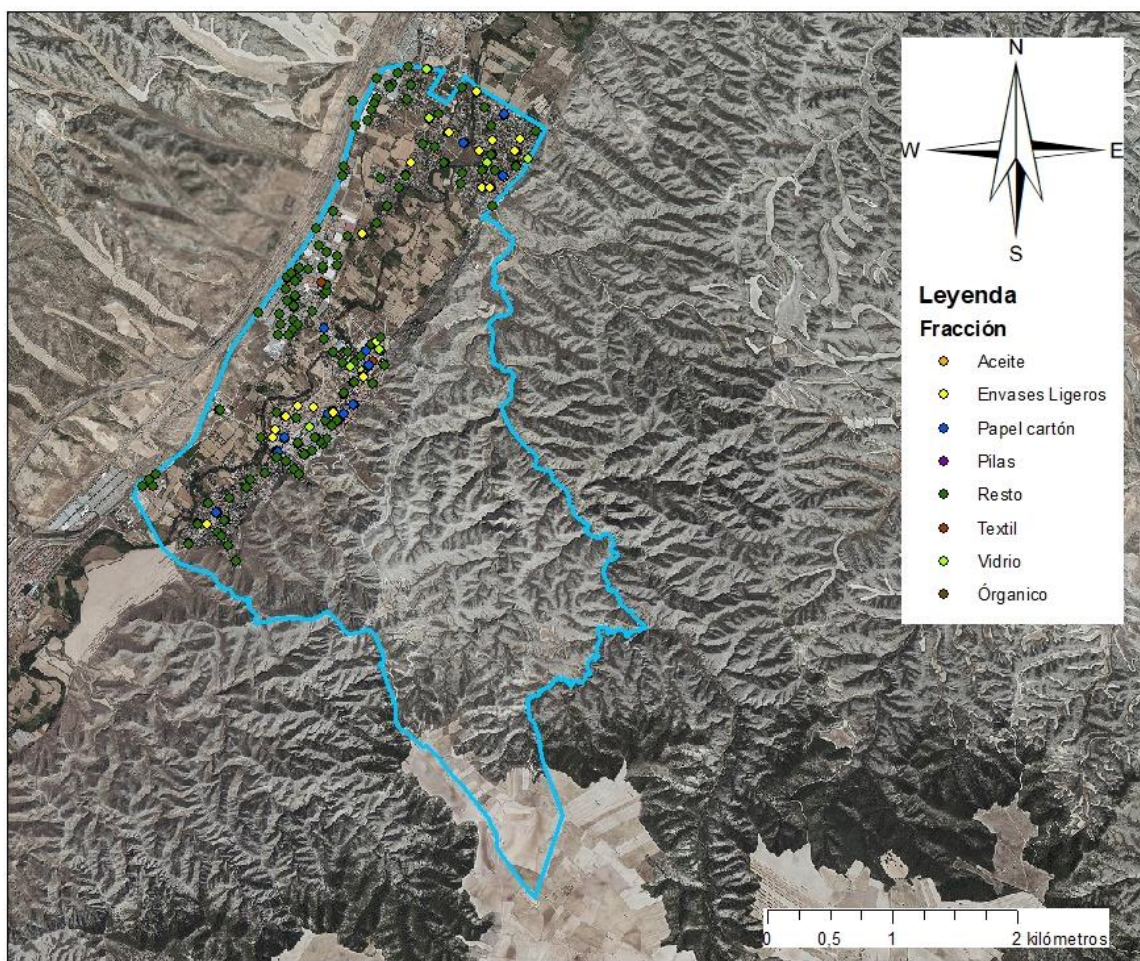 N
W
E
S
Leyenda
Fracción
Aceite
Envases Ligeros
Papel cartón
Pilas
Resto
Textil
Vidrio
Órganico
0 0,5 1 2 kilómetros